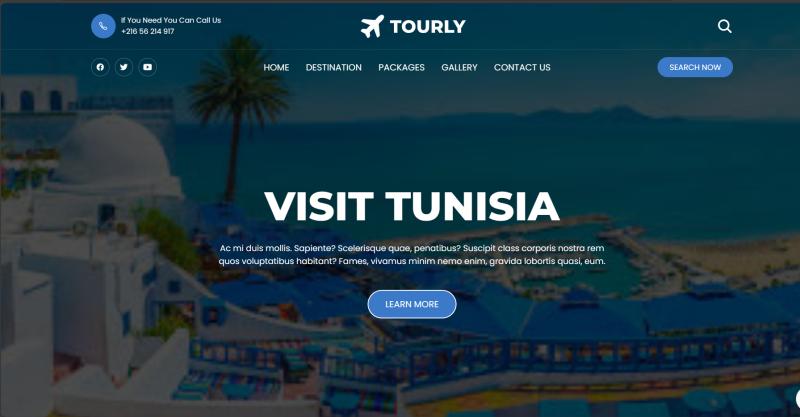 If You Need You Can Call Us
+216 56 214 917
TOURLY
HOME DESTINATION PACKAGES GALLERY CONTACT US
SEARCH NOW
VISIT TUNISIA
Ac mi duis mollis. Sapiente? Scelerisque quae, penatibus? Suscipit class corporis nostra rem
quos voluptatibus habitant? Fames, vivamus minim nemo enim, gravida lobortis quasi, eum.
LEARN MORE